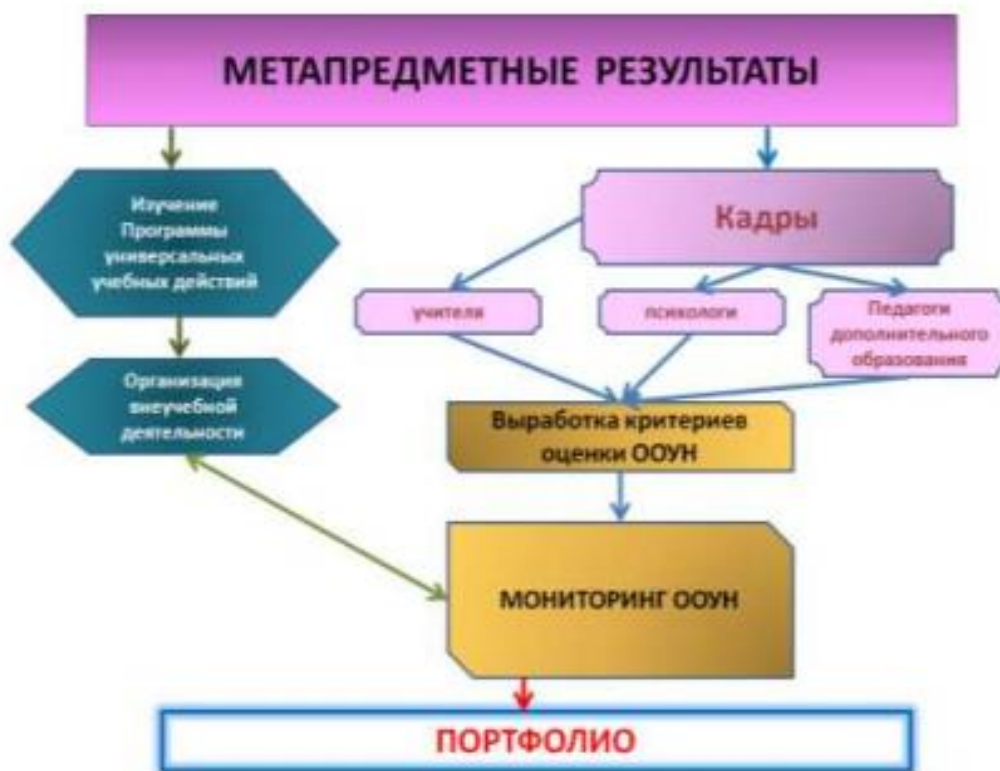 МЕТАПРЕДМЕТНЫЕ РЕЗУЛЬТАТЫ
Изучение
Программы
универсальных
учебных действий
Кадры
учителя
психологи
Педагоги
дополнительного
образования
Организация
внеучебной
деятельности
Выработка критериев
оценки ООУН
МОНИТОРИНГ ООУН
ПОРТФОЛИО